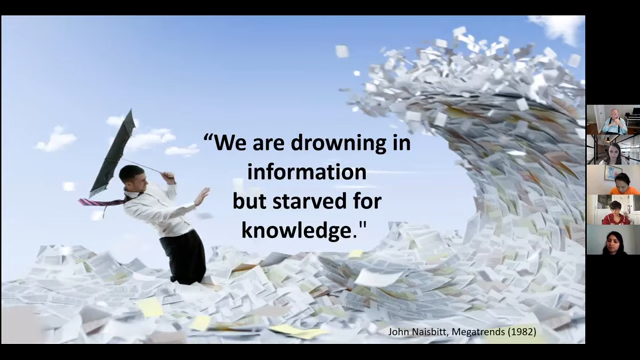 “We are drowning in
information
but starved for
knowledge."
John Naisbitt, Megatrends (1982)